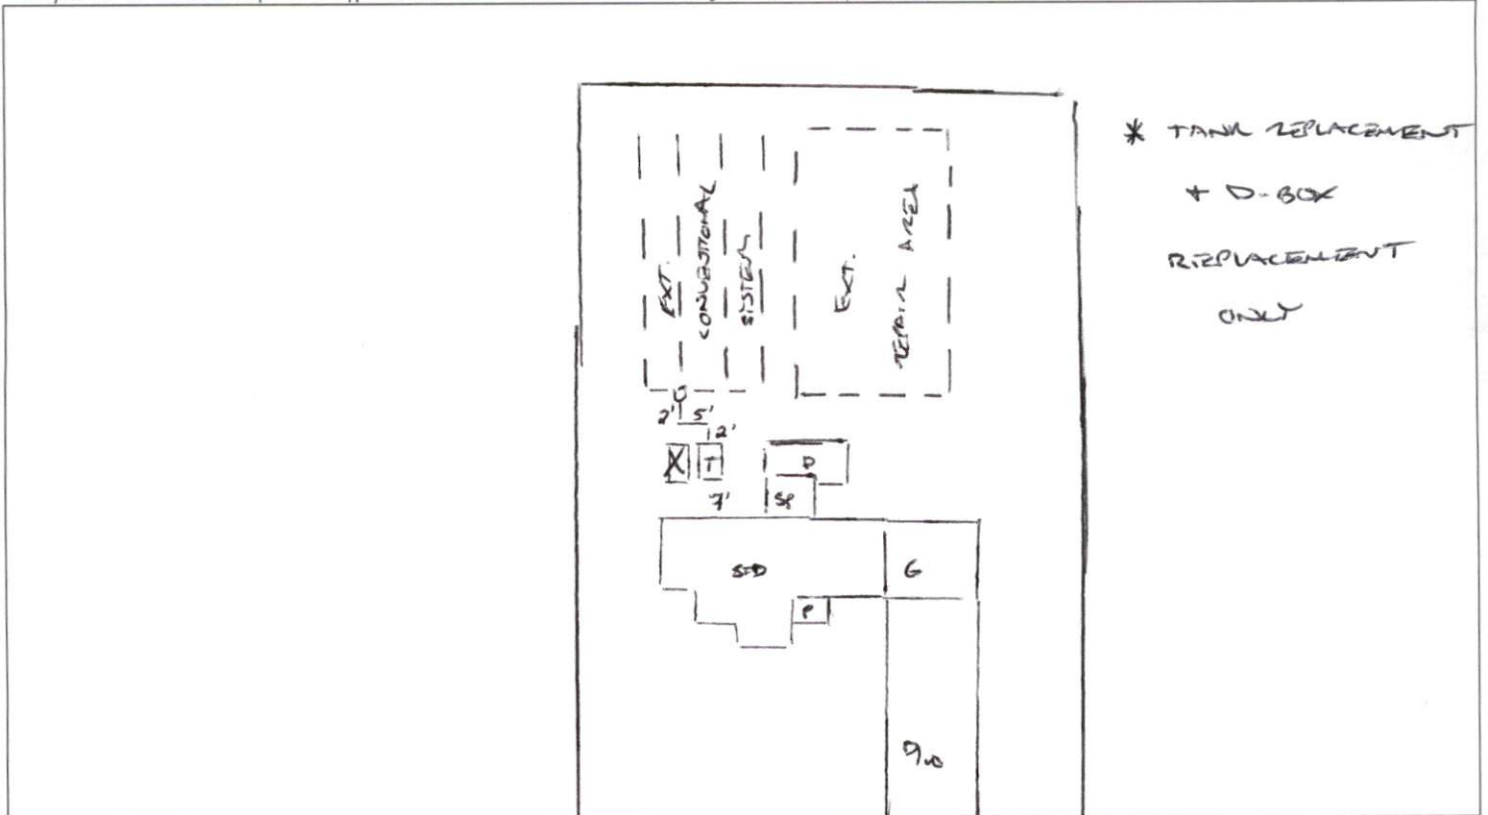 * TANK REPLACEMENT
+ D-BOX
REPLACEMENT
ONLY
EXT.
CONVENTIONAL
SYSTEM
EXT.
REPAIR AREA
2' 5'
2'
X T
D
7'
SP
SFD
G
P
D/W